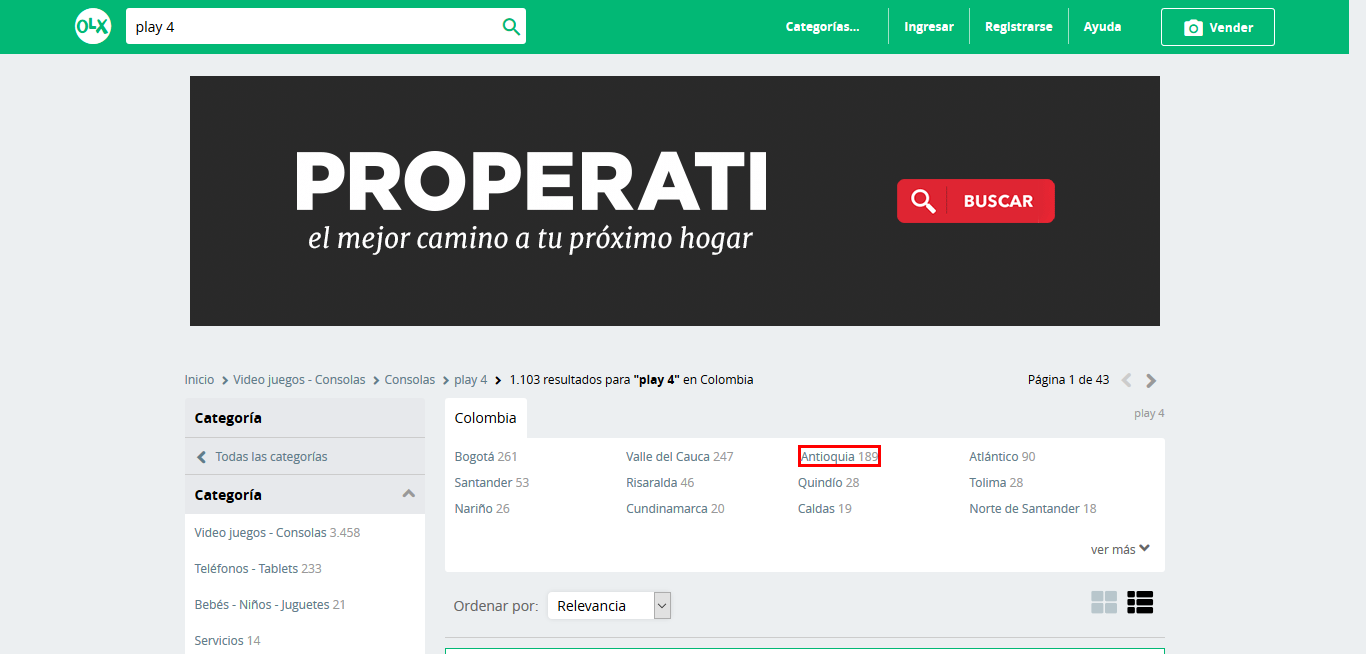 OLX play 4 Categorías... Ingresar Registrarse Ayuda Vender
PROPERATI
el mejor camino a tu próximo hogar
BUSCAR
Inicio Video juegos - Consolas Consolas play 4 1.103 resultados para "play 4" en Colombia Página 1 de 43
play 4
Categoría
Todas las categorías
Categoría
Video juegos - Consolas 3.458
Teléfonos - Tablets 233
Bebés - Niños - Juguetes 21
Servicios 14
Colombia
Bogotá 261 Valle del Cauca 247 Antioquia 189 Atlántico 90
Santander 53 Risaralda 46 Quindío 28 Tolima 28
Nariño 26 Cundinamarca 20 Caldas 19 Norte de Santander 18
ver más
Ordenar por: Relevancia